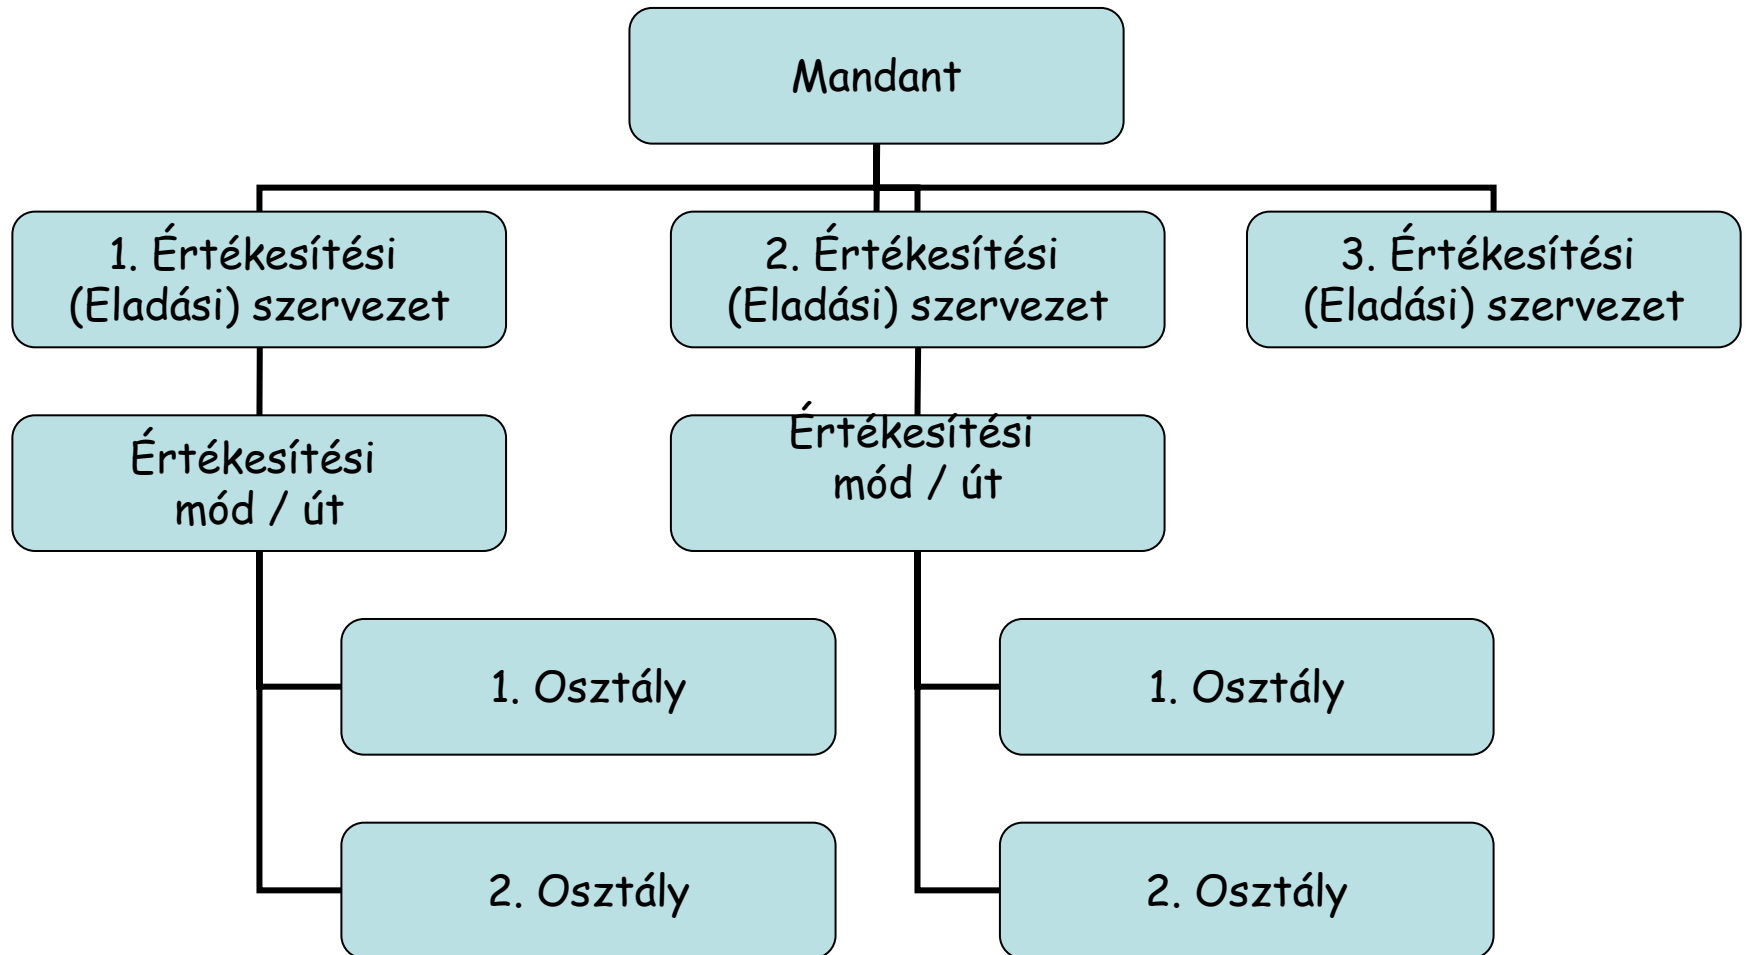 Mandant
1. Értékesítési
(Eladási) szervezet
2. Értékesítési
(Eladási) szervezet
3. Értékesítési
(Eladási) szervezet
Értékesítési
mód / út
Értékesítési
mód / út
1. Osztály
1. Osztály
2. Osztály
2. Osztály